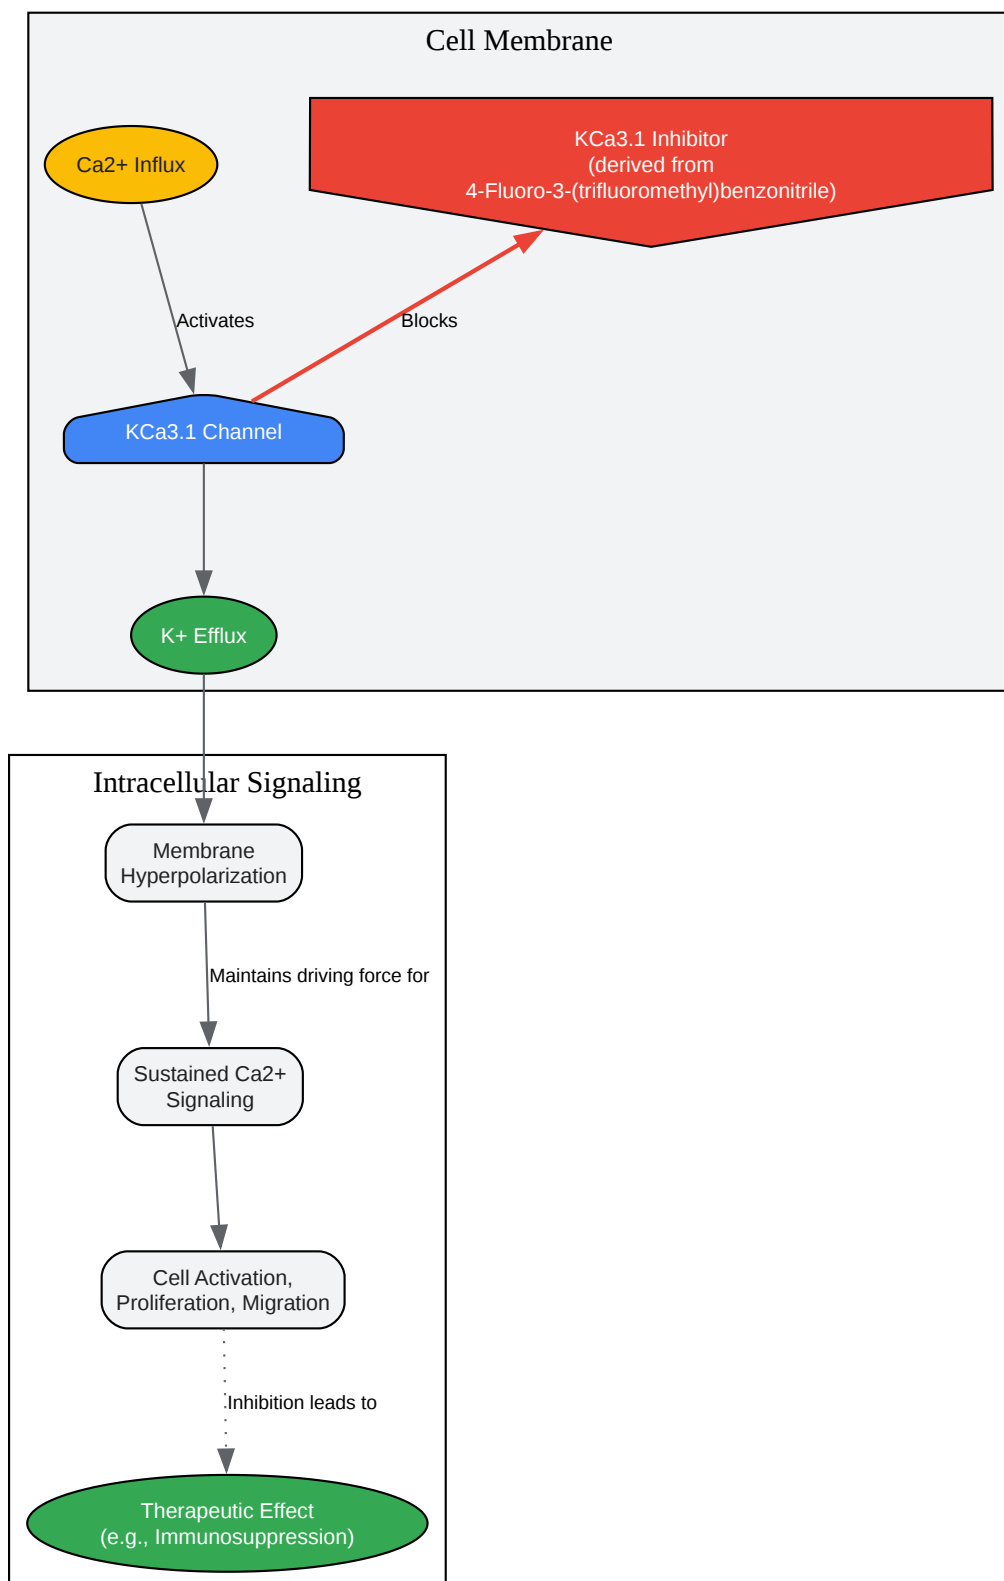 Cell Membrane
Ca2+ Influx
KCa3.1 Inhibitor
(derived from
4-Fluoro-3-(trifluoromethyl)benzonitrile)
Activates
Blocks
KCa3.1 Channel
K+ Efflux
Intracellular Signaling
Membrane
Hyperpolarization
Maintains driving force for
Sustained Ca2+
Signaling
Cell Activation,
Proliferation, Migration
Inhibition leads to
Therapeutic Effect
(e.g., Immunosuppression)